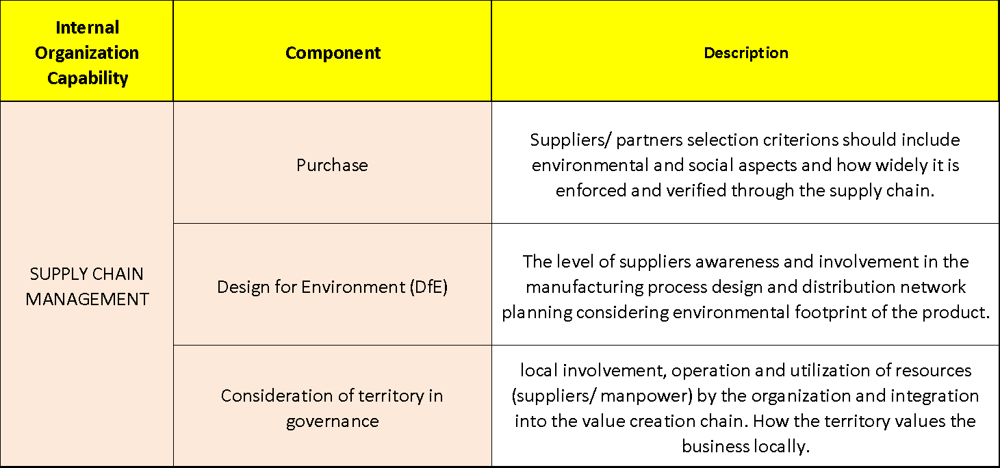 Internal
Organization
Capability
Component
Description
SUPPLY CHAIN
MANAGEMENT
Purchase
Suppliers/ partners selection criterions should include
environmental and social aspects and how widely it is
enforced and verified through the supply chain.
Design for Environment (DfE)
The level of suppliers awareness and involvement in the
manufacturing process design and distribution network
planning considering environmental footprint of the product.
Consideration of territory in
governance
local involvement, operation and utilization of resources
(suppliers/ manpower) by the organization and integration
into the value creation chain. How the territory values the
business locally.